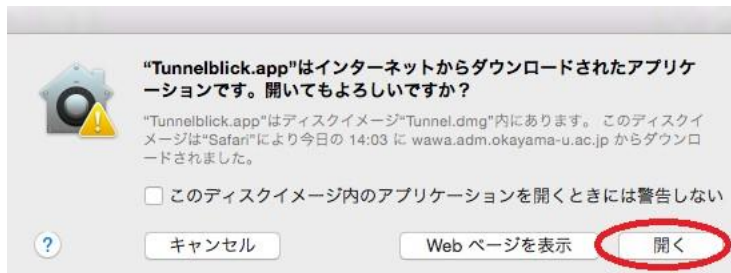 “Tunnelblick.app”はインターネットからダウンロードされたアプリケ
ーションです。開いてもよろしいですか？
“Tunnelblick.app”はディスクイメージ“Tunnel.dmg”内にあります。 このディスクイ
メージは“Safari”により今日の 14:03 に wawa.adm.okayama-u.ac.jp からダウンロ
ードされました。
このディスクイメージ内のアプリケーションを開くときには警告しない
?
キャンセル
Web ページを表示
開く